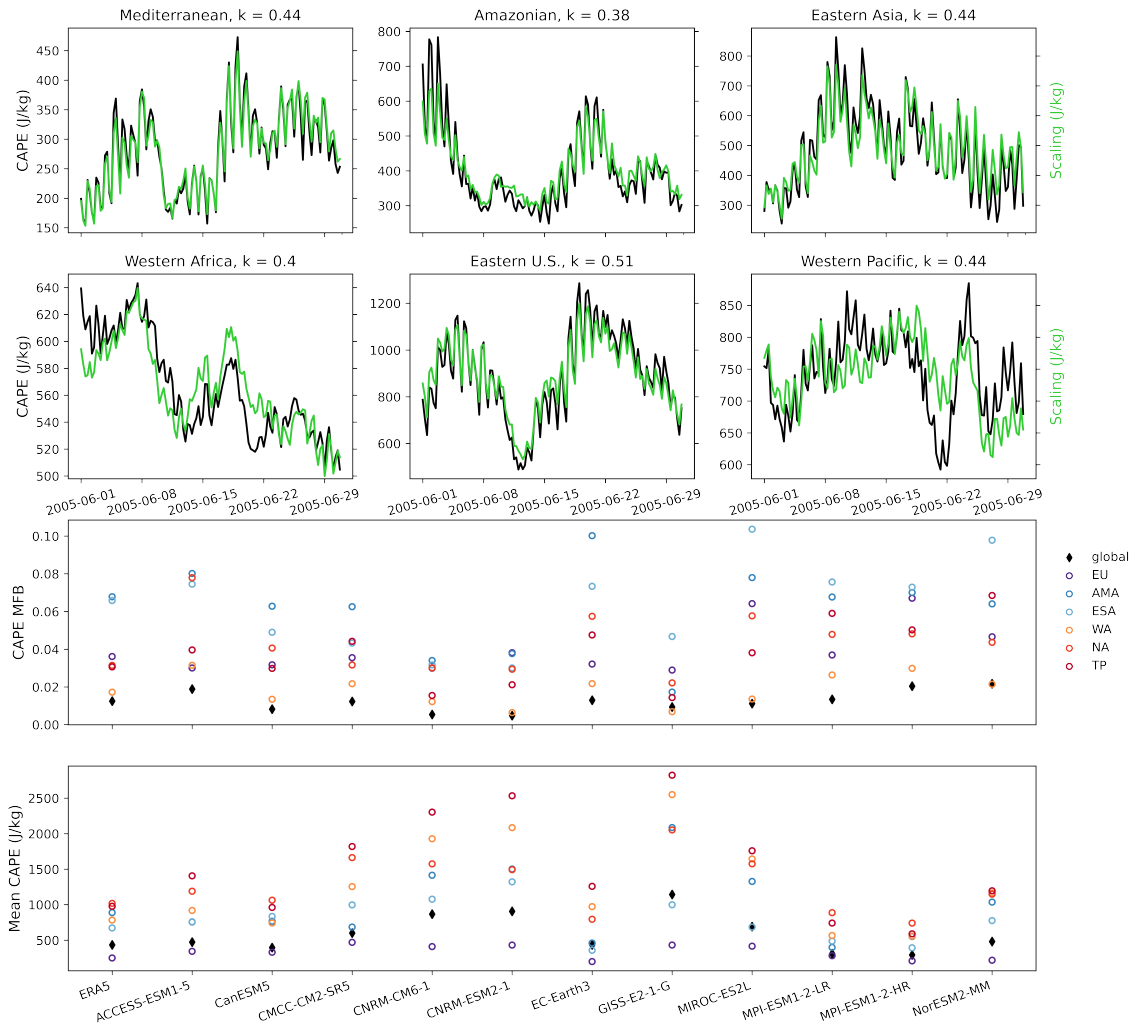 Mediterranean, k = 0.44
Amazonian, k = 0.38
Eastern Asia, k = 0.44
CAPE (J/kg)
450
400
350
300
250
200
150
800
700
600
500
400
300
800
700
600
500
400
300
Scaling (J/kg)
Western Africa, k = 0.4
Eastern U.S., k = 0.51
Western Pacific, k = 0.44
CAPE (J/kg)
640
620
600
580
560
540
520
500
1200
1000
800
600
850
800
750
700
650
600
Scaling (J/kg)
2005-06-01
2005-06-08
2005-06-15
2005-06-22
2005-06-29
2005-06-01
2005-06-08
2005-06-15
2005-06-22
2005-06-29
2005-06-01
2005-06-08
2005-06-15
2005-06-22
2005-06-29
CAPE MFB
0.10
0.08
0.06
0.04
0.02
0.00
global
EU
AMA
ESA
WA
NA
TP
Mean CAPE (J/kg)
2500
2000
1500
1000
500
ERA5
ACCESS-ESM1-5
CanESM5
CMCC-CM2-SR5
CNRM-CM6-1
CNRM-ESM2-1
EC-Earth3
GISS-E2-1-G
MIROC-ES2L
MPI-ESM1-2-LR
MPI-ESM1-2-HR
NorESM2-MM